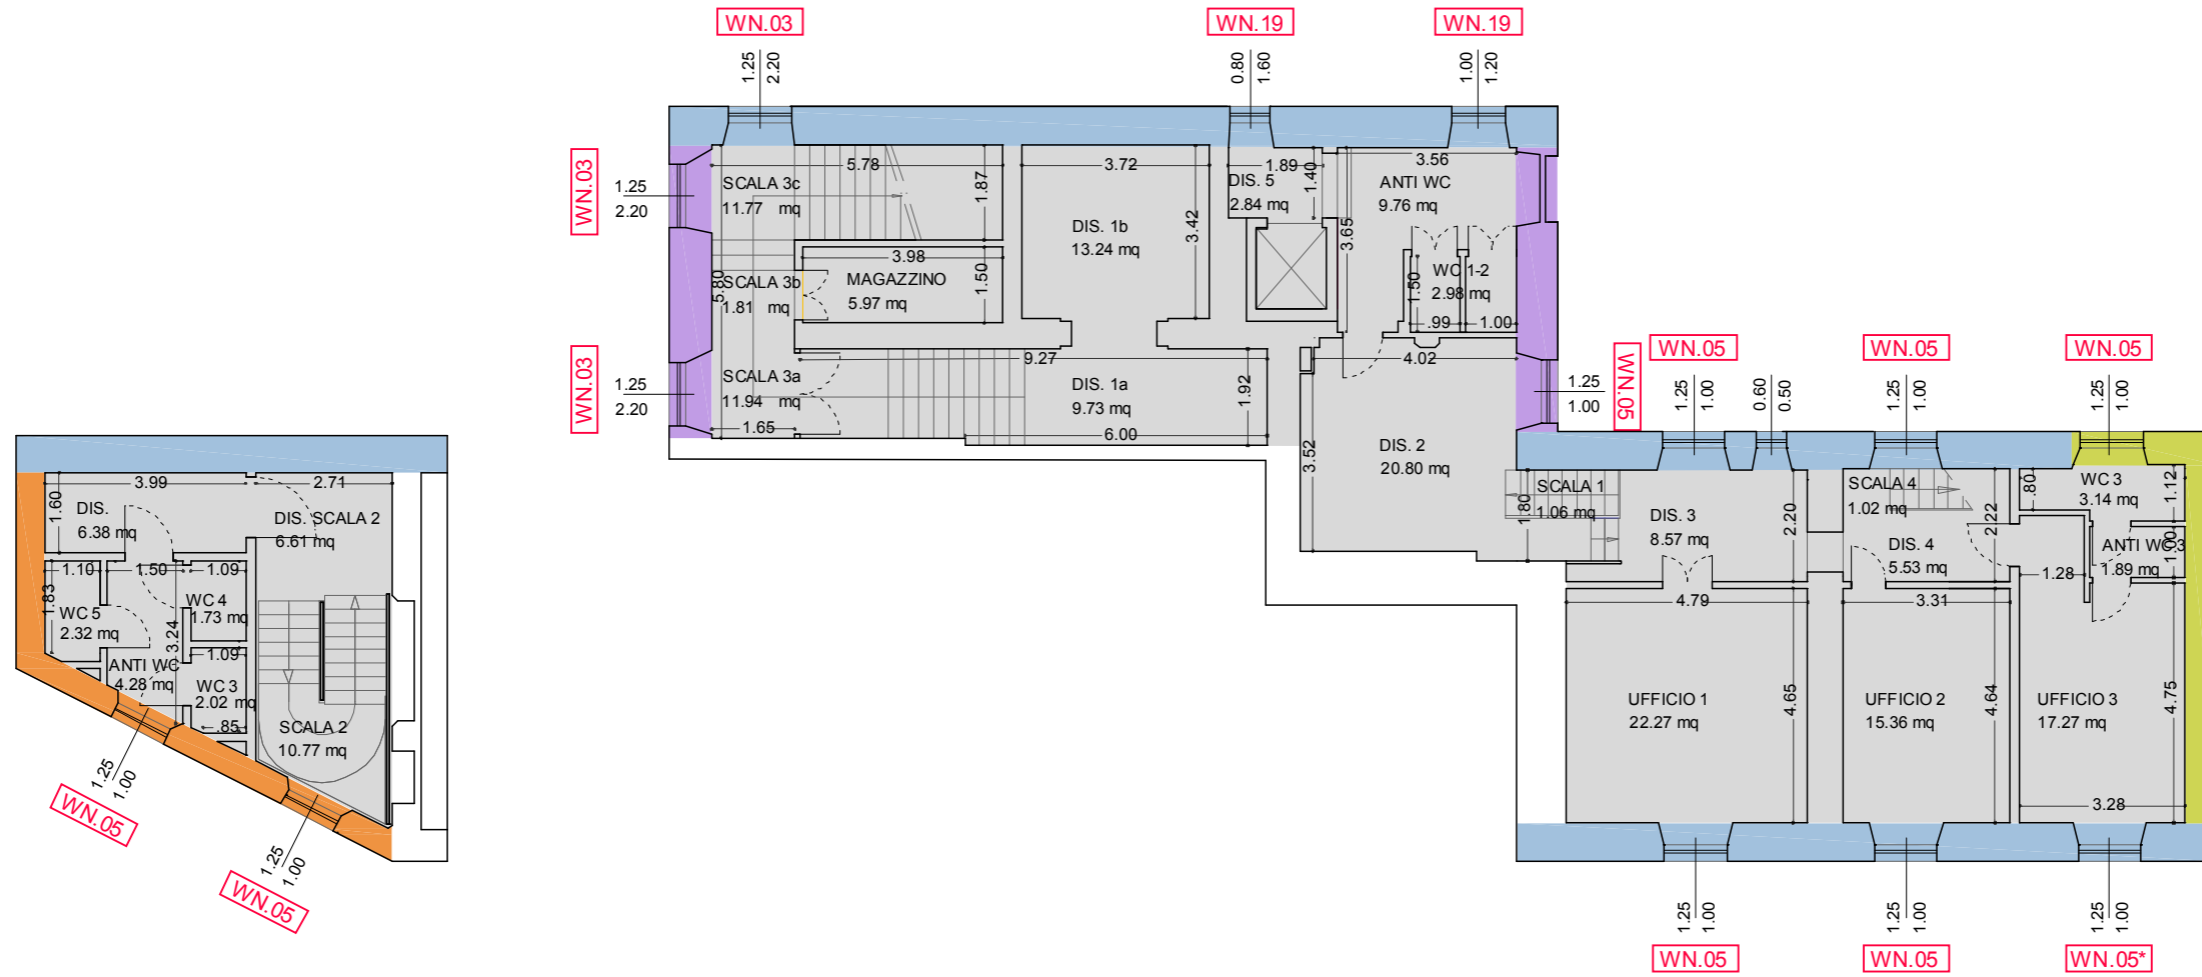 WN.03
WN.19
WN.19
1.25
2.20
0.80
1.60
1.00
1.20
WN.03
1.25
2.20
5.78
SCALA 3c
11.77 mq
1.87
3.72
DIS. 1b
13.24 mq
3.42
1.89
1.40
DIS. 5
2.84 mq
3.56
ANTI WC
9.76 mq
3.65
3.98
MAGAZZINO
5.97 mq
1.50
5.80
SCALA 3b
1.81 mq
WC 1-2
2.98 mq
1.50
.99
1.00
WN.03
1.25
2.20
SCALA 3a
11.94 mq
1.65
9.27
DIS. 1a
9.73 mq
1.92
6.00
4.02
DIS. 2
20.80 mq
3.52
1.25
1.00
WN.05
WN.05
WN.05
WN.05
1.25
1.00
0.60
0.50
1.25
1.00
1.25
1.00
SCALA 1
1.06 mq
1.80
DIS. 3
8.57 mq
2.20
SCALA 4
1.02 mq
2.22
DIS. 4
5.53 mq
.80
WC 3
3.14 mq
1.12
ANTI WC 3
1.89 mq
1.00
1.28
4.79
UFFICIO 1
22.27 mq
4.65
3.31
UFFICIO 2
15.36 mq
4.64
UFFICIO 3
17.27 mq
4.75
3.28
1.25
1.00
1.25
1.00
1.25
1.00
WN.05
WN.05
WN.05*
3.99
2.71
1.60
DIS.
6.38 mq
DIS. SCALA 2
6.61 mq
1.10
1.50
1.09
1.83
WC 5
2.32 mq
WC 4
1.73 mq
3.24
1.09
ANTI WC
4.28 mq
WC 3
2.02 mq
.85
SCALA 2
10.77 mq
1.25
1.00
WN.05
1.25
1.00
WN.05